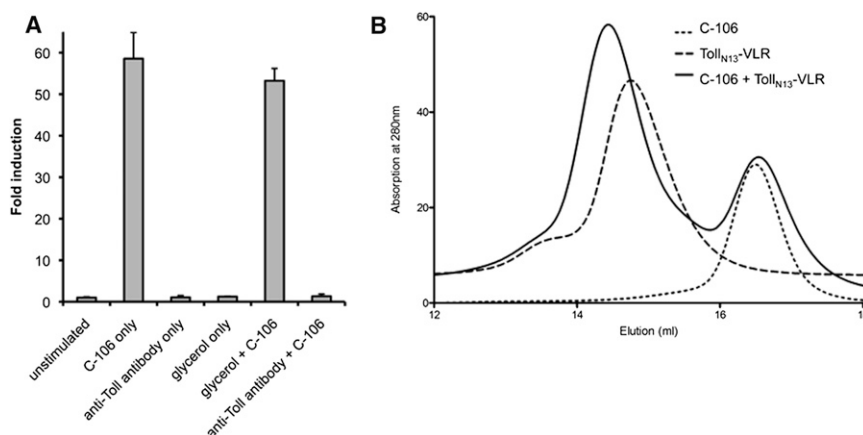 A
Fold induction
60
50
40
30
20
10
0
unstimulated
C-106 only
anti-Toll antibody only
glycerol only
glycerol + C-106
anti-Toll antibody + C-106
B
Absorption at 280nm
60
40
20
0
12
14
16
Elution (ml)
C-106
TollN13-VLR
C-106 + TollN13-VLR